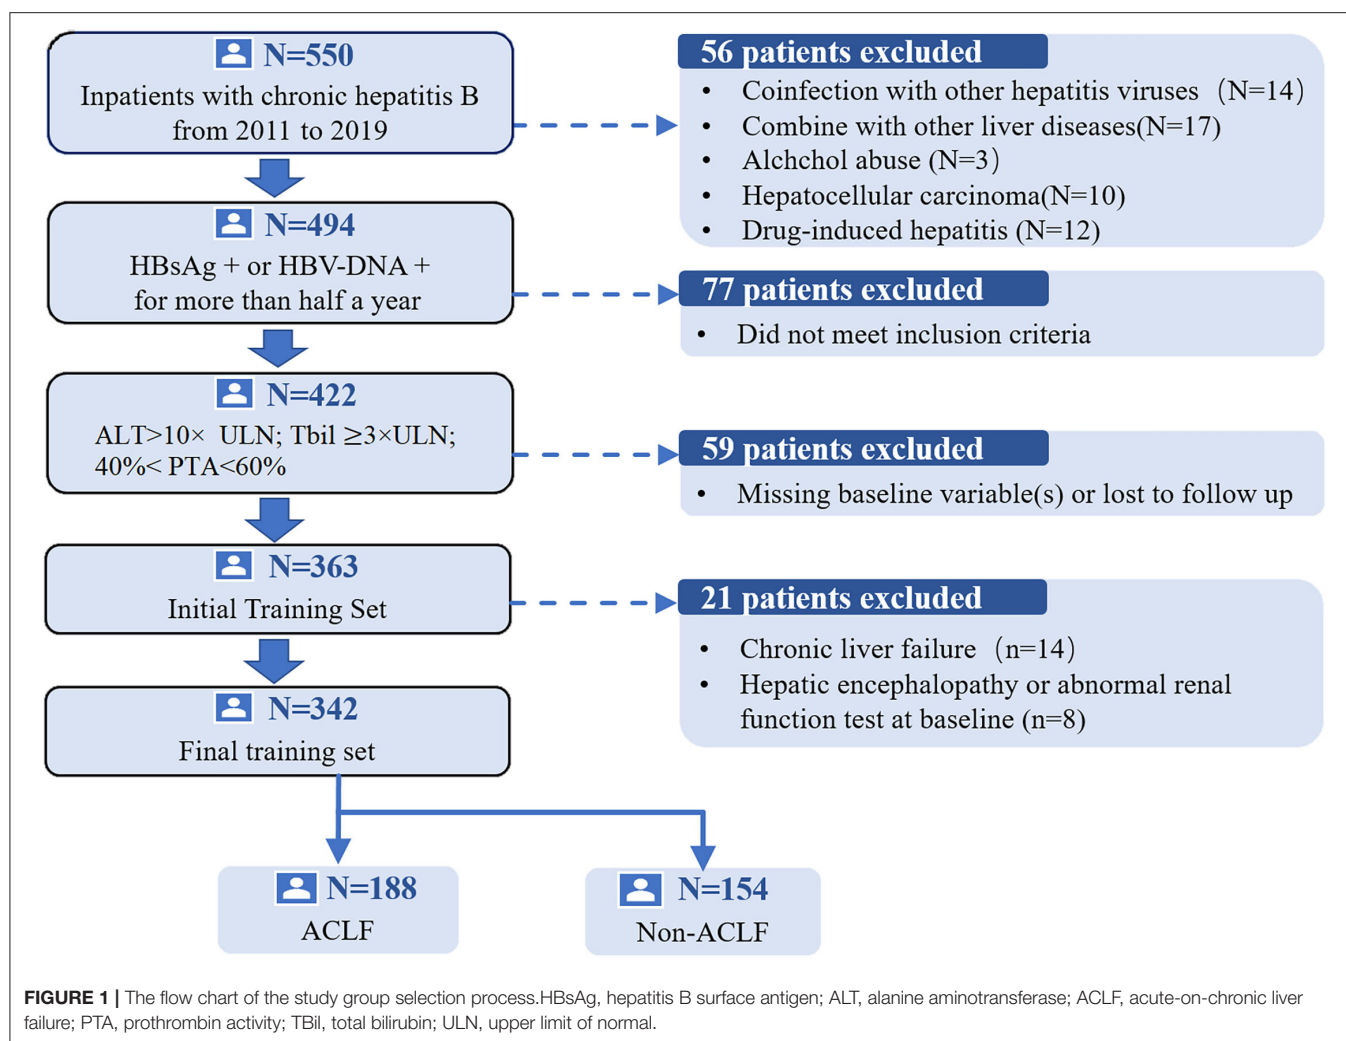 N=550
Inpatients with chronic hepatitis B
from 2011 to 2019
56 patients excluded
• Coinfection with other hepatitis viruses (N=14)
• Combine with other liver diseases(N=17)
• Alchchol abuse (N=3)
• Hepatocellular carcinoma(N=10)
• Drug-induced hepatitis (N=12)
N=494
HBsAg + or HBV-DNA +
for more than half a year
77 patients excluded
• Did not meet inclusion criteria
N=422
ALT>10× ULN; Tbil ≥3×ULN;
40%< PTA<60%
59 patients excluded
• Missing baseline variable(s) or lost to follow up
N=363
Initial Training Set
21 patients excluded
• Chronic liver failure (n=14)
• Hepatic encephalopathy or abnormal renal
function test at baseline (n=8)
N=342
Final training set
N=188
ACLF
N=154
Non-ACLF
FIGURE 1 | The flow chart of the study group selection process.HBsAg, hepatitis B surface antigen; ALT, alanine aminotransferase; ACLF, acute-on-chronic liver
failure; PTA, prothrombin activity; TBil, total bilirubin; ULN, upper limit of normal.